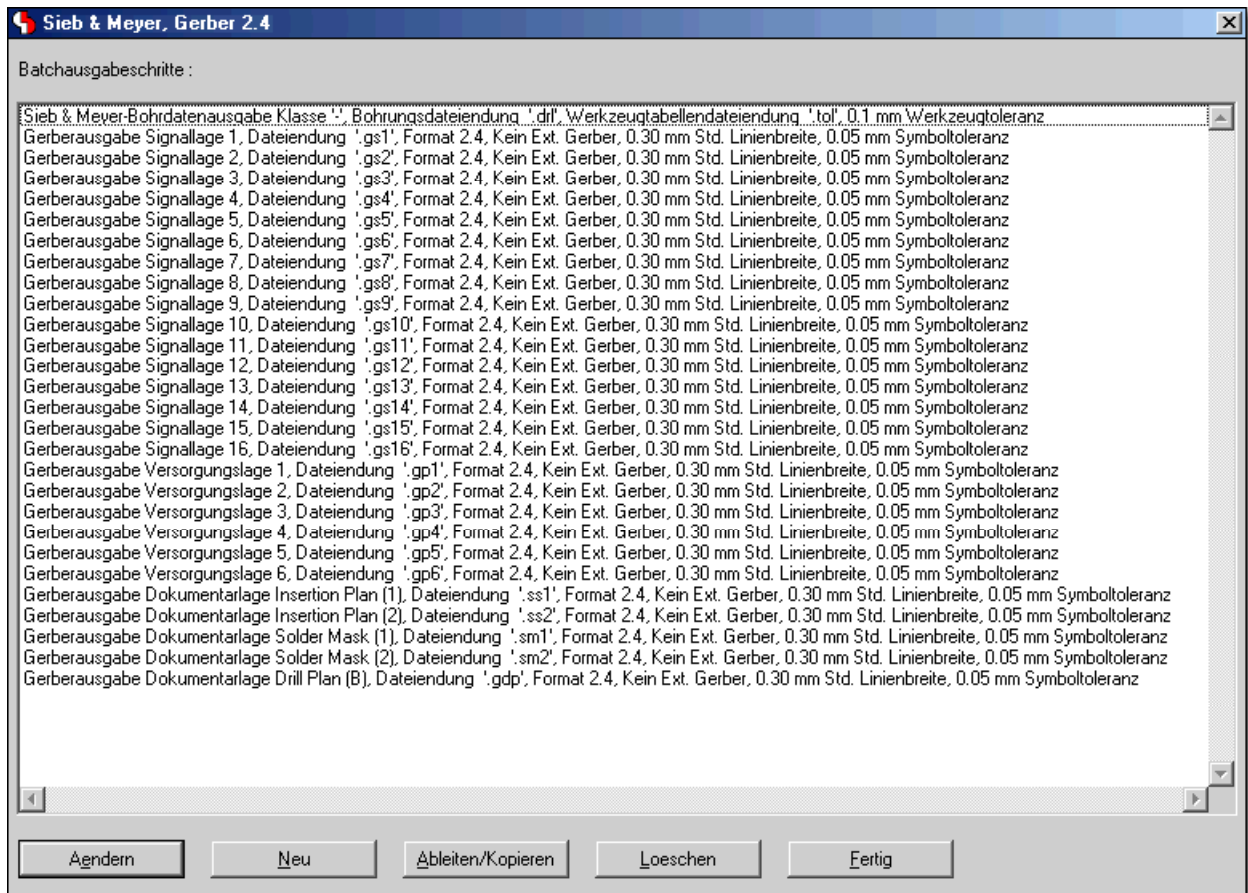 Sieb & Meyer, Gerber 2.4
Batchausgabeschritte :
Sieb & Meyer-Bohrdatenausgabe Klasse '-', Bohrungsdateiendung '.drl', Werkzeugtabellendateiendung '.tol', 0.1 mm Werkzeugtoleranz
Gerberausgabe Signallage 1, Dateiendung '.gs1', Format 2.4, Kein Ext. Gerber, 0.30 mm Std. Linienbreite, 0.05 mm Symboltoleranz
Gerberausgabe Signallage 2, Dateiendung '.gs2', Format 2.4, Kein Ext. Gerber, 0.30 mm Std. Linienbreite, 0.05 mm Symboltoleranz
Gerberausgabe Signallage 3, Dateiendung '.gs3', Format 2.4, Kein Ext. Gerber, 0.30 mm Std. Linienbreite, 0.05 mm Symboltoleranz
Gerberausgabe Signallage 4, Dateiendung '.gs4', Format 2.4, Kein Ext. Gerber, 0.30 mm Std. Linienbreite, 0.05 mm Symboltoleranz
Gerberausgabe Signallage 5, Dateiendung '.gs5', Format 2.4, Kein Ext. Gerber, 0.30 mm Std. Linienbreite, 0.05 mm Symboltoleranz
Gerberausgabe Signallage 6, Dateiendung '.gs6', Format 2.4, Kein Ext. Gerber, 0.30 mm Std. Linienbreite, 0.05 mm Symboltoleranz
Gerberausgabe Signallage 7, Dateiendung '.gs7', Format 2.4, Kein Ext. Gerber, 0.30 mm Std. Linienbreite, 0.05 mm Symboltoleranz
Gerberausgabe Signallage 8, Dateiendung '.gs8', Format 2.4, Kein Ext. Gerber, 0.30 mm Std. Linienbreite, 0.05 mm Symboltoleranz
Gerberausgabe Signallage 9, Dateiendung '.gs9', Format 2.4, Kein Ext. Gerber, 0.30 mm Std. Linienbreite, 0.05 mm Symboltoleranz
Gerberausgabe Signallage 10, Dateiendung '.gs10', Format 2.4, Kein Ext. Gerber, 0.30 mm Std. Linienbreite, 0.05 mm Symboltoleranz
Gerberausgabe Signallage 11, Dateiendung '.gs11', Format 2.4, Kein Ext. Gerber, 0.30 mm Std. Linienbreite, 0.05 mm Symboltoleranz
Gerberausgabe Signallage 12, Dateiendung '.gs12', Format 2.4, Kein Ext. Gerber, 0.30 mm Std. Linienbreite, 0.05 mm Symboltoleranz
Gerberausgabe Signallage 13, Dateiendung '.gs13', Format 2.4, Kein Ext. Gerber, 0.30 mm Std. Linienbreite, 0.05 mm Symboltoleranz
Gerberausgabe Signallage 14, Dateiendung '.gs14', Format 2.4, Kein Ext. Gerber, 0.30 mm Std. Linienbreite, 0.05 mm Symboltoleranz
Gerberausgabe Signallage 15, Dateiendung '.gs15', Format 2.4, Kein Ext. Gerber, 0.30 mm Std. Linienbreite, 0.05 mm Symboltoleranz
Gerberausgabe Signallage 16, Dateiendung '.gs16', Format 2.4, Kein Ext. Gerber, 0.30 mm Std. Linienbreite, 0.05 mm Symboltoleranz
Gerberausgabe Versorgungslage 1, Dateiendung '.gp1', Format 2.4, Kein Ext. Gerber, 0.30 mm Std. Linienbreite, 0.05 mm Symboltoleranz
Gerberausgabe Versorgungslage 2, Dateiendung '.gp2', Format 2.4, Kein Ext. Gerber, 0.30 mm Std. Linienbreite, 0.05 mm Symboltoleranz
Gerberausgabe Versorgungslage 3, Dateiendung '.gp3', Format 2.4, Kein Ext. Gerber, 0.30 mm Std. Linienbreite, 0.05 mm Symboltoleranz
Gerberausgabe Versorgungslage 4, Dateiendung '.gp4', Format 2.4, Kein Ext. Gerber, 0.30 mm Std. Linienbreite, 0.05 mm Symboltoleranz
Gerberausgabe Versorgungslage 5, Dateiendung '.gp5', Format 2.4, Kein Ext. Gerber, 0.30 mm Std. Linienbreite, 0.05 mm Symboltoleranz
Gerberausgabe Versorgungslage 6, Dateiendung '.gp6', Format 2.4, Kein Ext. Gerber, 0.30 mm Std. Linienbreite, 0.05 mm Symboltoleranz
Gerberausgabe Dokumentarlage Insertion Plan (1), Dateiendung '.ss1', Format 2.4, Kein Ext. Gerber, 0.30 mm Std. Linienbreite, 0.05 mm Symboltoleranz
Gerberausgabe Dokumentarlage Insertion Plan (2), Dateiendung '.ss2', Format 2.4, Kein Ext. Gerber, 0.30 mm Std. Linienbreite, 0.05 mm Symboltoleranz
Gerberausgabe Dokumentarlage Solder Mask (1), Dateiendung '.sm1', Format 2.4, Kein Ext. Gerber, 0.30 mm Std. Linienbreite, 0.05 mm Symboltoleranz
Gerberausgabe Dokumentarlage Solder Mask (2), Dateiendung '.sm2', Format 2.4, Kein Ext. Gerber, 0.30 mm Std. Linienbreite, 0.05 mm Symboltoleranz
Gerberausgabe Dokumentarlage Drill Plan (B), Dateiendung '.gdp', Format 2.4, Kein Ext. Gerber, 0.30 mm Std. Linienbreite, 0.05 mm Symboltoleranz
Aendern Neu Ableiten/Kopieren Loeschen Fertig